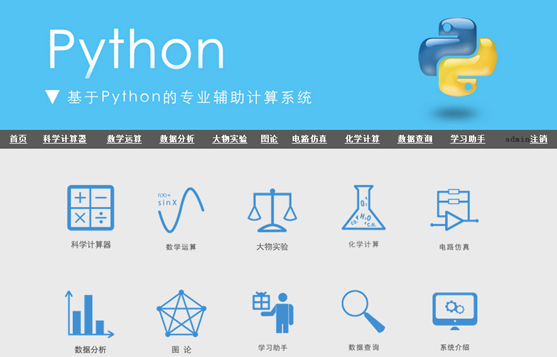 Python
▼ 基于Python的专业辅助计算系统
首页 科学计算器 数学运算 数据分析 大物实验 图论 电路仿真 化学计算 数据查询 学习助手 admin注销
sinX
科学计算器 数学运算 大物实验 化学计算 电路仿真
数据分析 图 论 学习助手 数据查询 系统介绍